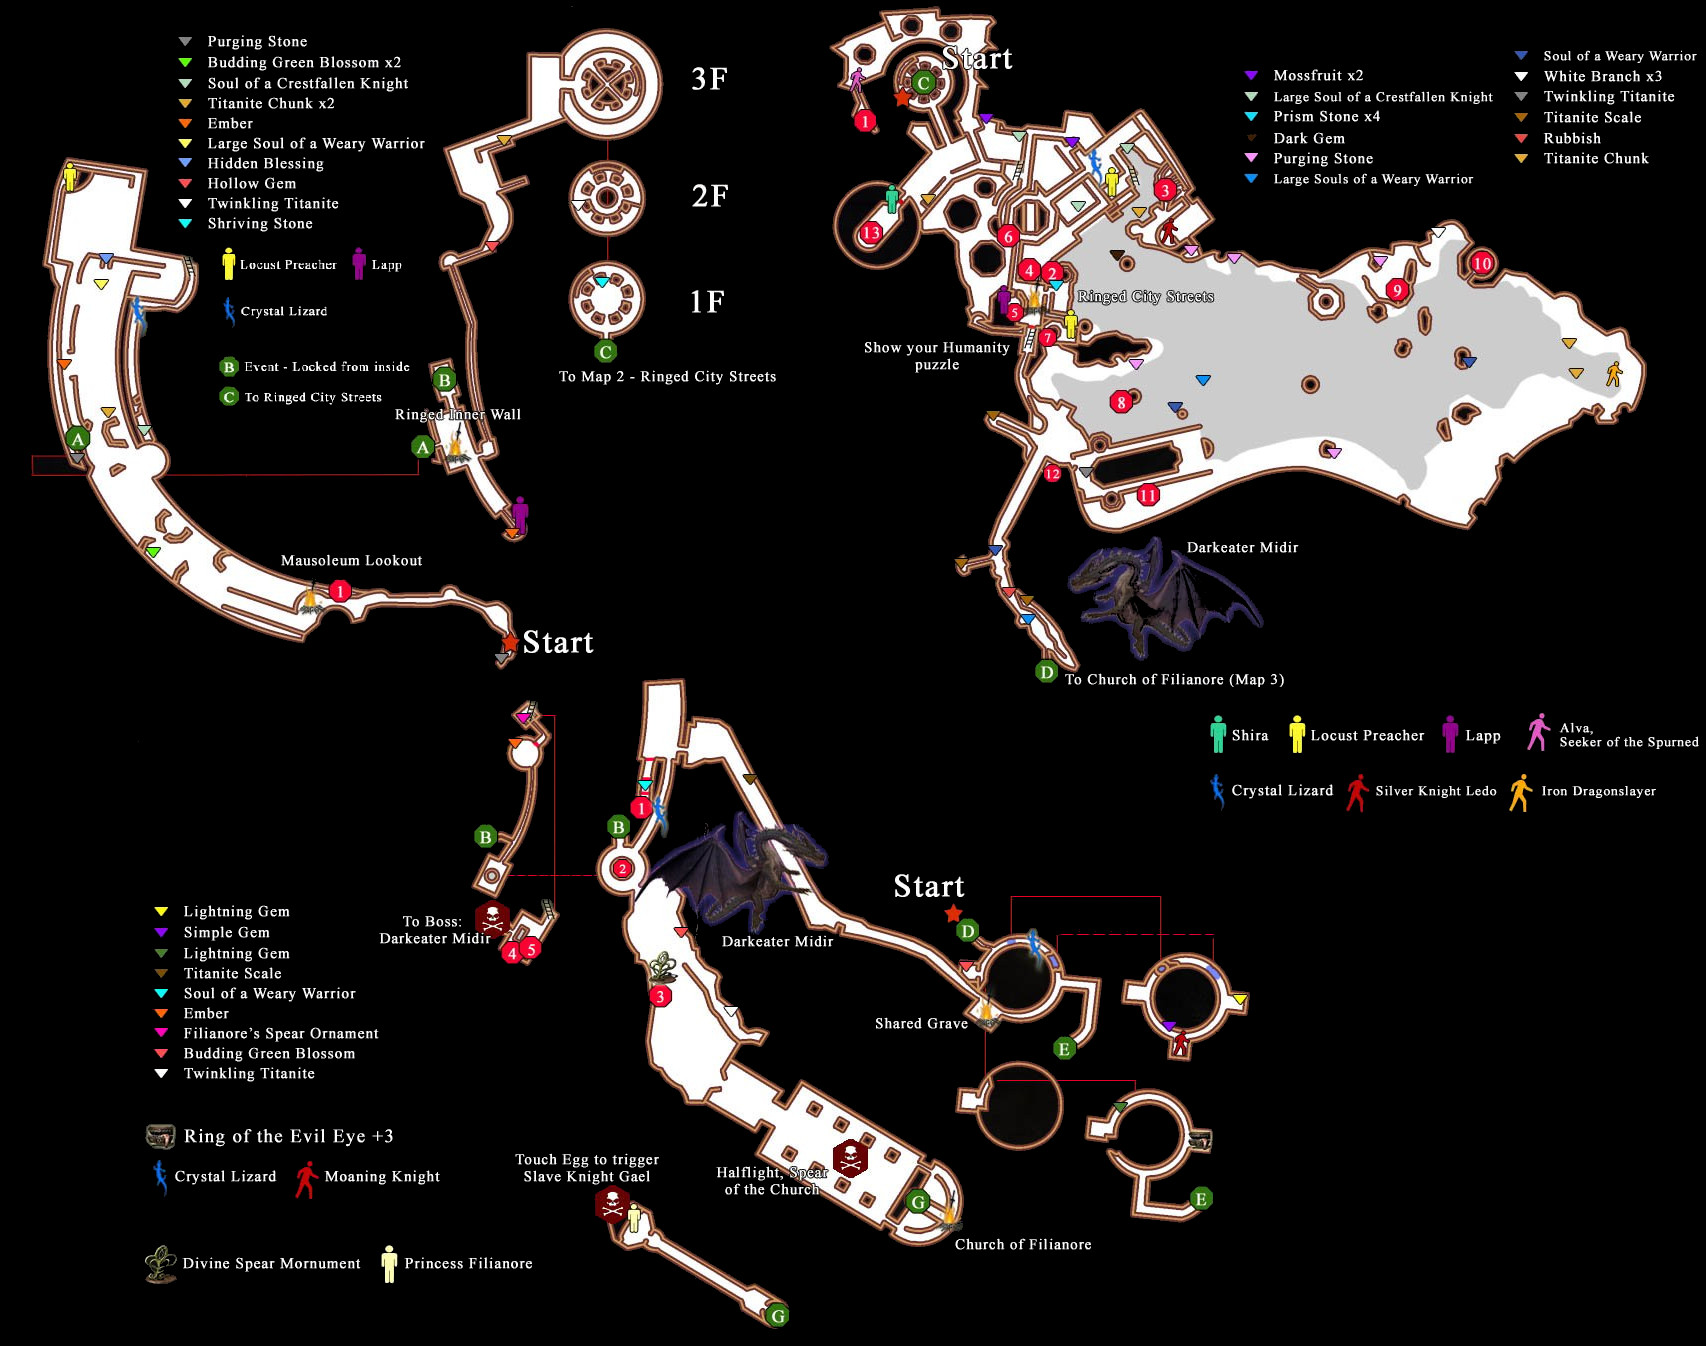 Purging Stone
Budding Green Blossom x2
Soul of a Crestfallen Knight
Titanite Chunk x2
Ember
Large Soul of a Weary Warrior
Hidden Blessing
Hollow Gem
Twinkling Titanite
Shriving Stone
Locust Preacher
Lapp
Crystal Lizard
B
Event - Locked from inside
C
To Ringed City Streets
3F
2F
1F
C
To Map 2 - Ringed City Streets
B
Ringed Inner Wall
A
A
Mausoleum Lookout
1
Start
Start
C
1
Mossfruit x2
Large Soul of a Crestfallen Knight
Prism Stone x4
Dark Gem
Purging Stone
Large Souls of a Weary Warrior
Soul of a Weary Warrior
White Branch x3
Twinkling Titanite
Titanite Scale
Rubbish
Titanite Chunk
3
13
6
4
2
5
7
Ringed City Streets
Show your Humanity
puzzle
9
10
8
12
11
Darkeater Midir
D
To Church of Filianore (Map 3)
Shira
Locust Preacher
Lapp
Alva,
Seeker of the Spurned
Crystal Lizard
Silver Knight Ledo
Iron Dragonslayer
1
B
B
2
To Boss:
Darkeater Midir
4
5
Darkeater Midir
3
Start
D
Shared Grave
E
E
Lightning Gem
Simple Gem
Lightning Gem
Titanite Scale
Soul of a Weary Warrior
Ember
Filianore's Spear Ornament
Budding Green Blossom
Twinkling Titanite
Ring of the Evil Eye +3
Crystal Lizard
Moaning Knight
Divine Spear Mornument
Princess Filianore
Touch Egg to trigger
Slave Knight Gael
Halflight, Spear
of the Church
G
Church of Filianore
G